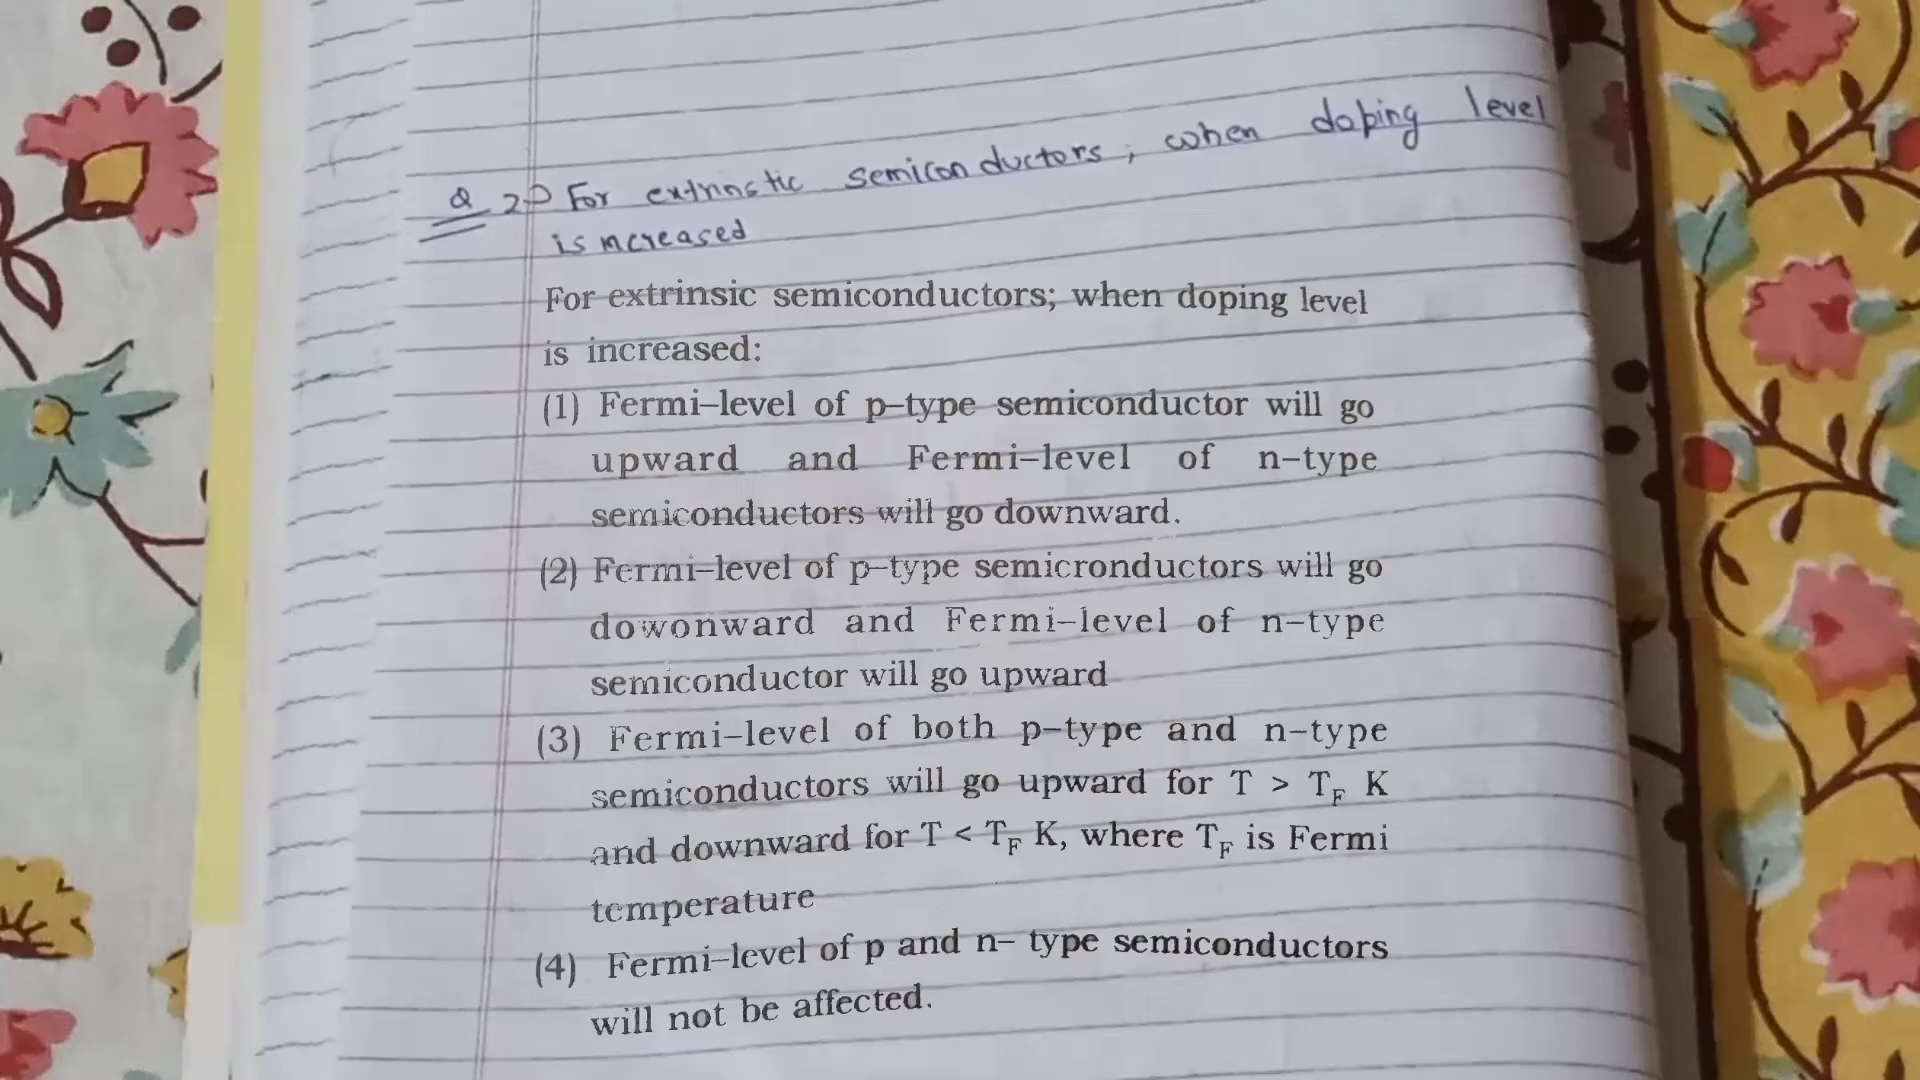 Q 2) For extrinstic semiconductors, when doping level
is increased
For extrinsic semiconductors; when doping level
is increased:
(1) Fermi-level of p-type semiconductor will go
upward and Fermi-level of n-type
semiconductors will go downward.
(2) Fermi-level of p-type semicronductors will go
dowonward and Fermi-level of n-type
semiconductor will go upward
(3) Fermi-level of both p-type and n-type
semiconductors will go upward for T > T_F K
and downward for T < T_F K, where T_F is Fermi
temperature
(4) Fermi-level of p and n- type semiconductors
will not be affected.